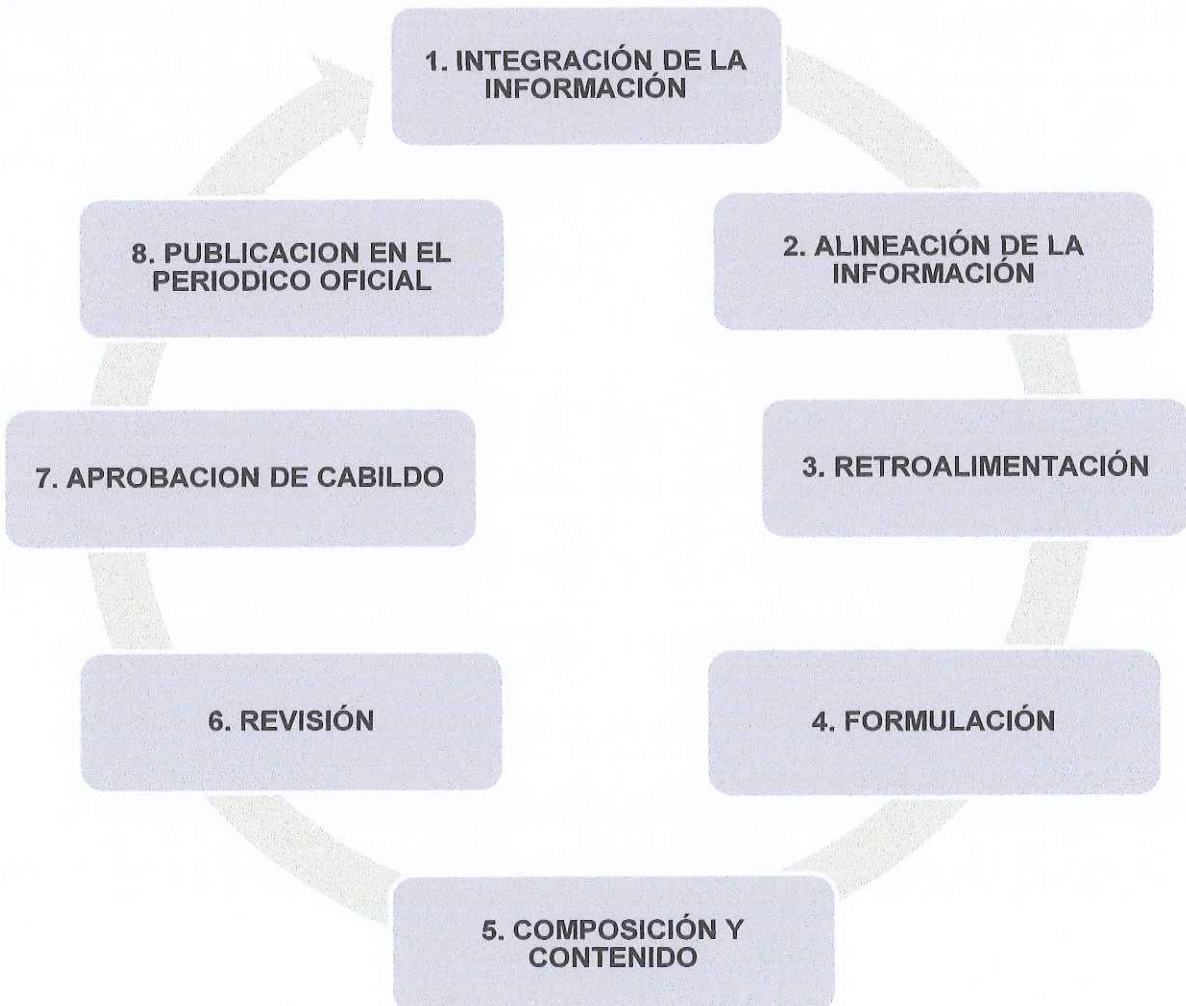 1. INTEGRACIÓN DE LA
INFORMACIÓN
2. ALINEACIÓN DE LA
INFORMACIÓN
3. RETROALIMENTACIÓN
4. FORMULACIÓN
5. COMPOSICIÓN Y
CONTENIDO
6. REVISIÓN
7. APROBACION DE CABILDO
8. PUBLICACION EN EL
PERIODICO OFICIAL